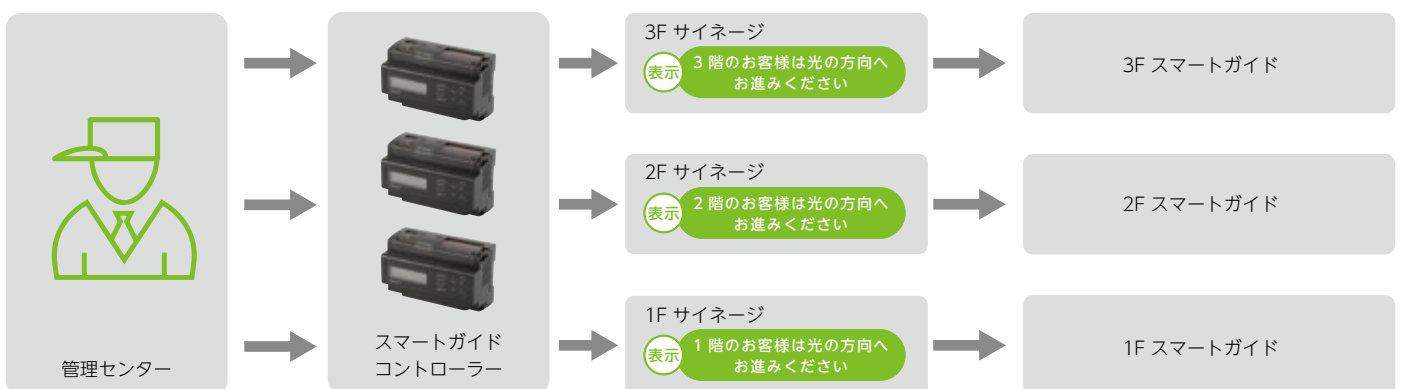 3F サイネージ
表示
3 階のお客様は光の方向へ
お進みください
3F スマートガイド
2F サイネージ
表示
2 階のお客様は光の方向へ
お進みください
2F スマートガイド
1F サイネージ
表示
1 階のお客様は光の方向へ
お進みください
1F スマートガイド
管理センター
スマートガイド
コントローラー